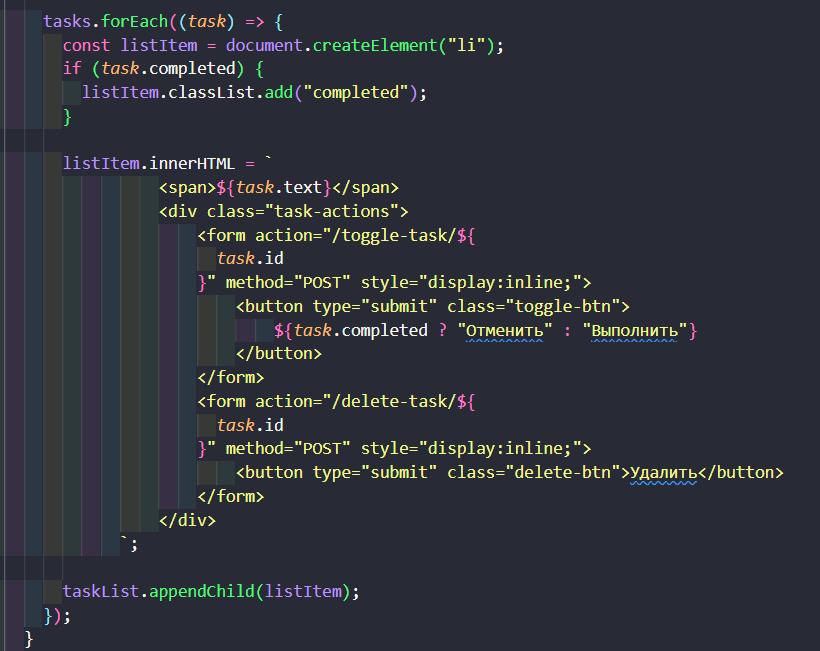 tasks.forEach((task) => {
const listItem = document.createElement("li");
if (task.completed) {
listItem.classList.add("completed");
}
listItem.innerHTML = `
<span>${task.text}</span>
<div class="task-actions">
<form action="/toggle-task/${
task.id
}" method="POST" style="display:inline;">
<button type="submit" class="toggle-btn">
${task.completed ? "Отменить" : "Выполнить"}
</button>
</form>
<form action="/delete-task/${
task.id
}" method="POST" style="display:inline;">
<button type="submit" class="delete-btn">Удалить</button>
</form>
</div>
`;
taskList.appendChild(listItem);
});
}